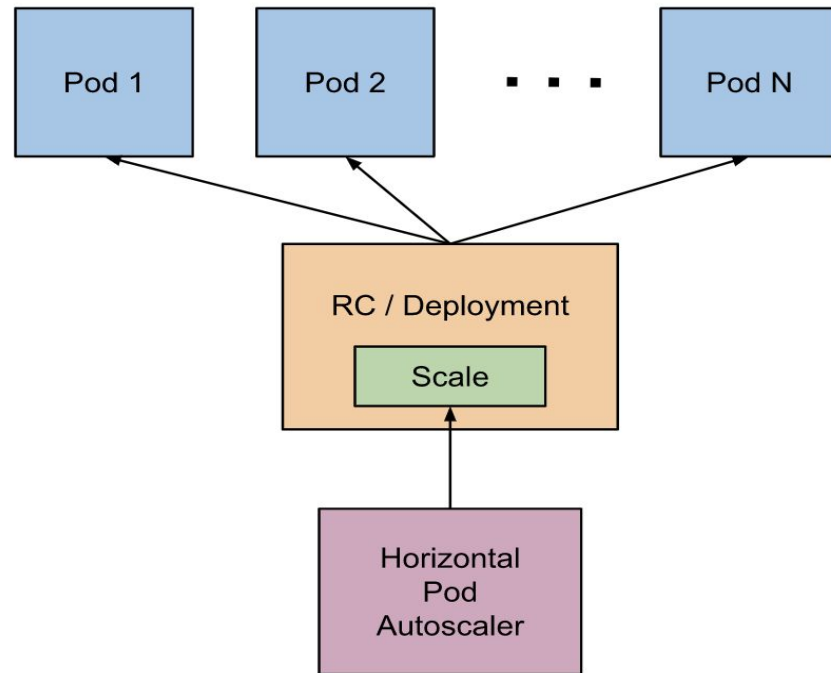 Pod 1
Pod 2
Pod N
RC / Deployment
Scale
Horizontal
Pod
Autoscaler